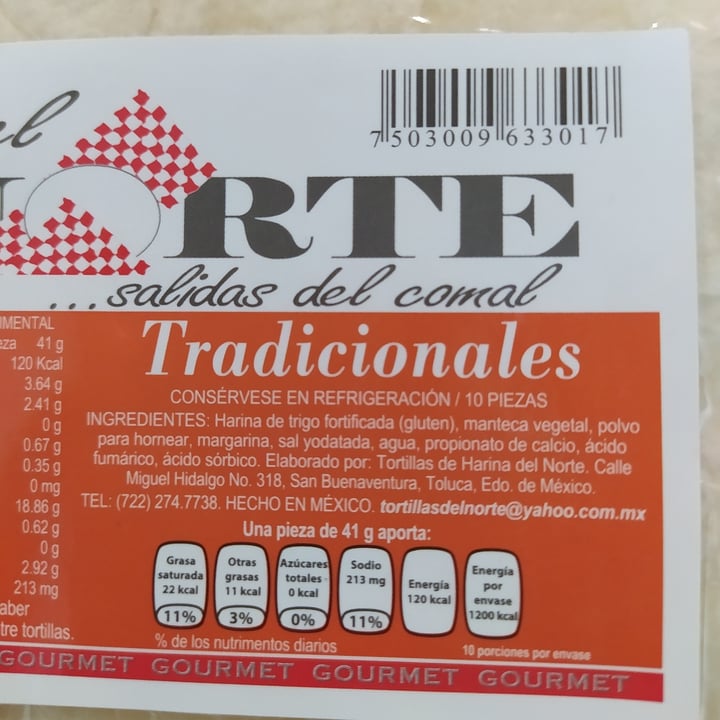 7 503009 633017
NORTE
...salidas del comal
Tradicionales
CONSÉRVESE EN REFRIGERACIÓN / 10 PIEZAS
INGREDIENTES: Harina de trigo fortificada (gluten), manteca vegetal, polvo
para hornear, margarina, sal yodatada, agua, propionato de calcio, ácido
fumárico, ácido sórbico. Elaborado por: Tortillas de Harina del Norte. Calle
Miguel Hidalgo No. 318, San Buenaventura, Toluca, Edo. de México.
TEL: (722) 274.7738. HECHO EN MÉXICO. tortillasdelnorte@yahoo.com.mx
Una pieza de 41 g aporta:
Grasa
saturada
22 kcal
11%
Otras
grasas
11 kcal
3%
Azúcares
totales
0 kcal
0%
Sodio
213 mg
11%
Energía
120 kcal
Energía
por
envase
1200 kcal
% de los nutrimentos diarios
10 porciones por envase
41 g
120 Kcal
3.64 g
2.41 g
0 g
0.67 g
0.35 g
0 mg
18.86 g
0.62 g
0 g
2.92 g
213 mg
tortillas.
GOURMET GOURMET GOURMET GOURMET